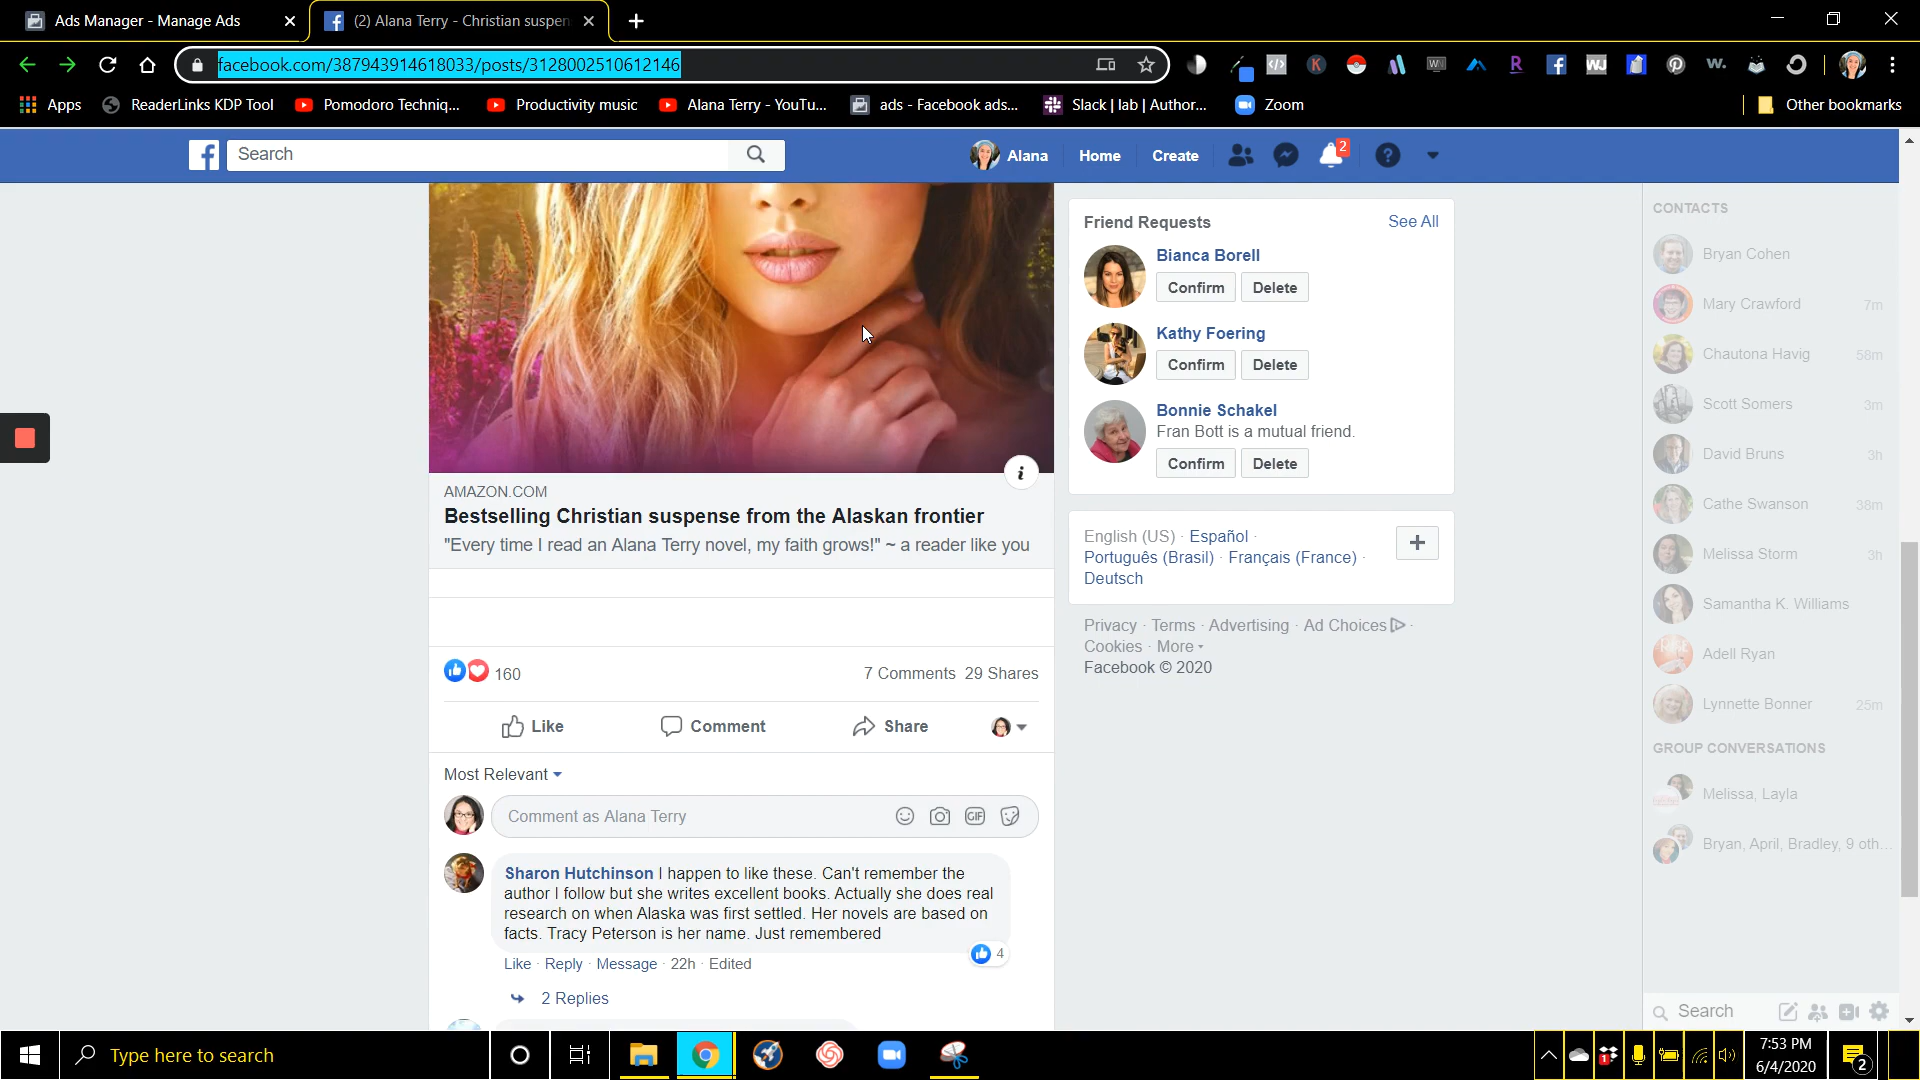 Ads Manager - Manage Ads
(2) Alana Terry - Christian suspen
facebook.com/387943914618033/posts/3128002510612146
Apps
ReaderLinks KDP Tool
Pomodoro Techniq...
Productivity music
Alana Terry - YouTu...
ads - Facebook ads...
Slack | lab | Author...
Zoom
Other bookmarks
Search
Alana
Home
Create
2
Friend Requests
See All
Bianca Borell
Confirm
Delete
Kathy Foering
Confirm
Delete
Bonnie Schakel
Fran Bott is a mutual friend.
Confirm
Delete
English (US) · Español ·
Português (Brasil) · Français (France) ·
Deutsch
Privacy · Terms · Advertising · Ad Choices ·
Cookies · More
Facebook © 2020
AMAZON.COM
Bestselling Christian suspense from the Alaskan frontier
"Every time I read an Alana Terry novel, my faith grows!" ~ a reader like you
160
7 Comments 29 Shares
Like
Comment
Share
Most Relevant
Comment as Alana Terry
GIF
Sharon Hutchinson I happen to like these. Can't remember the
author I follow but she writes excellent books. Actually she does real
research on when Alaska was first settled. Her novels are based on
facts. Tracy Peterson is her name. Just remembered
4
Like · Reply · Message · 22h · Edited
2 Replies
CONTACTS
Bryan Cohen
Mary Crawford 7m
Chautona Havig 58m
Scott Somers 3m
David Bruns 3h
Cathe Swanson 38m
Melissa Storm 3h
Samantha K. Williams
Adell Ryan
Lynnette Bonner 25m
GROUP CONVERSATIONS
Melissa, Layla
Bryan, April, Bradley, 9 oth...
Search
Type here to search
1
7:53 PM
6/4/2020
2